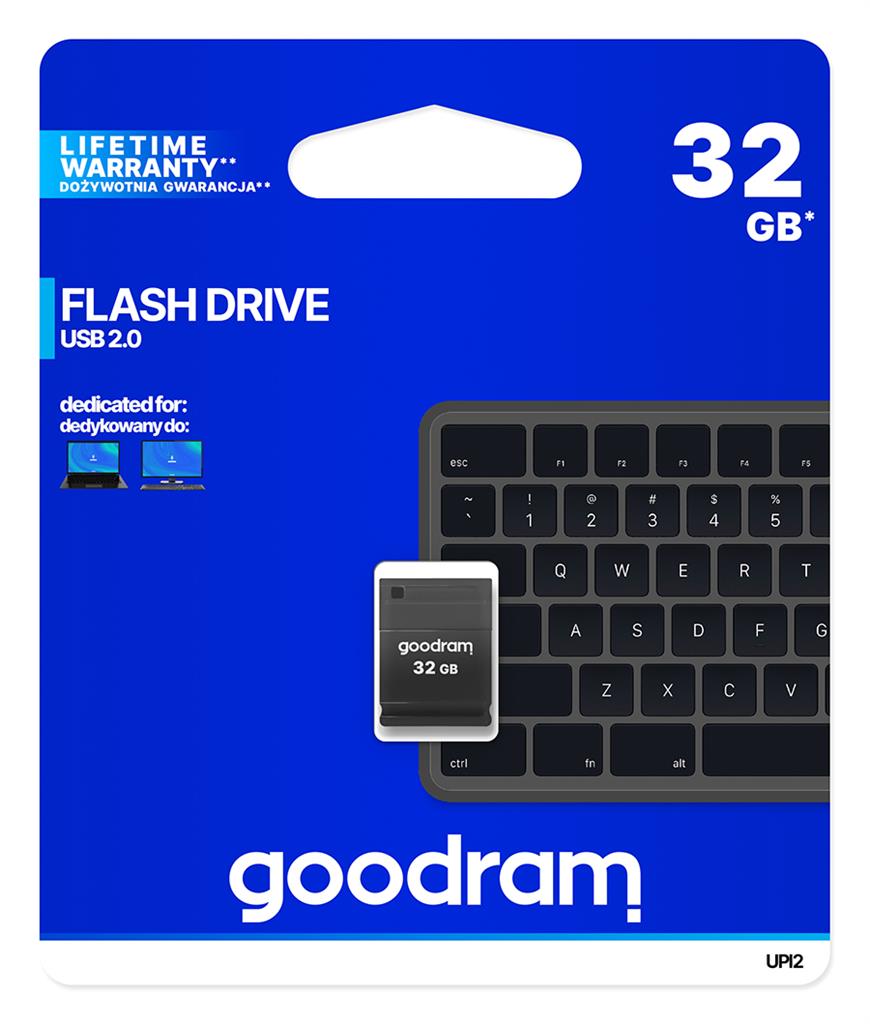 LIFETIME
WARRANTY**
DOŻYWOTNIA GWARANCJA**
32
GB*
FLASH DRIVE
USB 2.0
dedicated for:
dedykowany do:
esc F1 F2 F3 F4 F5
~ ! @ # $ %
` 1 2 3 4 5
Q W E R T
A S D F G
goodram
32 GB
Z X C V
ctrl fn alt
goodram
UPI2